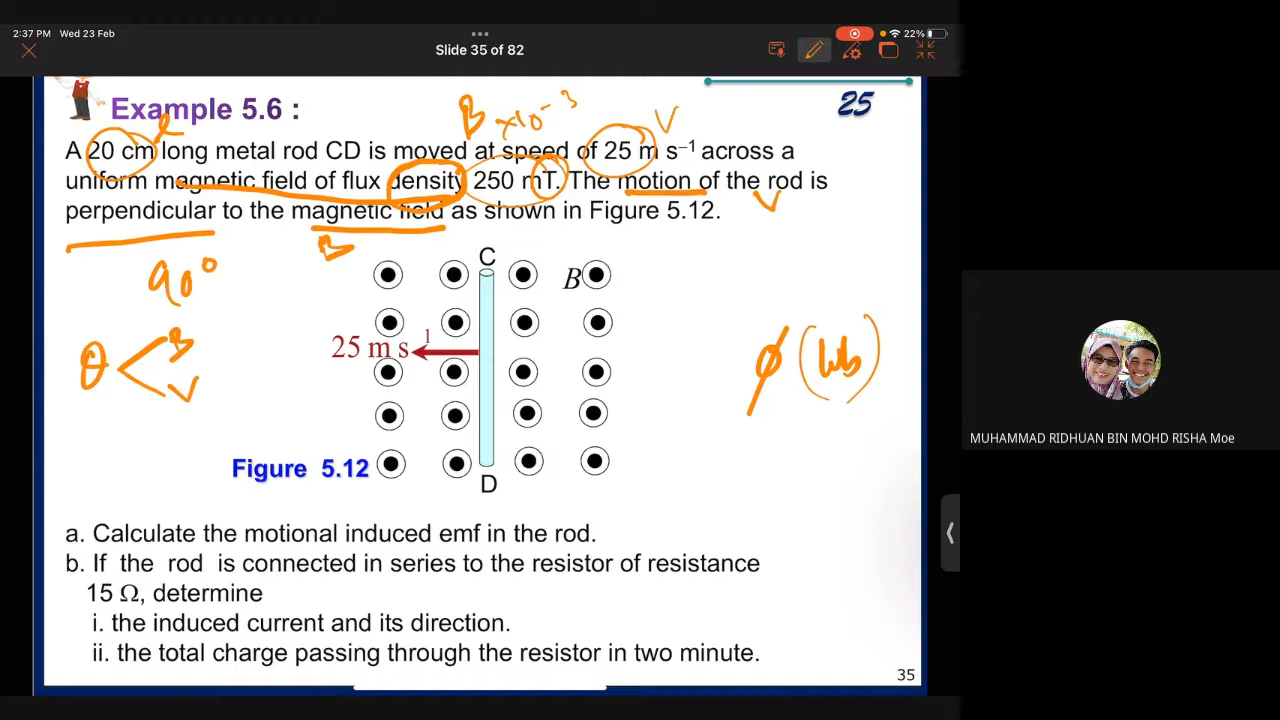 2:37 PM Wed 23 Feb
22%
Slide 35 of 82
Example 5.6 :
25
l
B ×10⁻³
V
A 20 cm long metal rod CD is moved at speed of 25 m s⁻¹ across a
uniform magnetic field of flux density 250 mT. The motion of the rod is
perpendicular to the magnetic field as shown in Figure 5.12.
V
B
90°
θ B
V
C
B
25 m s ¹
ϕ (wb)
D
Figure 5.12
MUHAMMAD RIDHUAN BIN MOHD RISHA Moe
a. Calculate the motional induced emf in the rod.
b. If the rod is connected in series to the resistor of resistance
15 Ω, determine
i. the induced current and its direction.
ii. the total charge passing through the resistor in two minute.
35